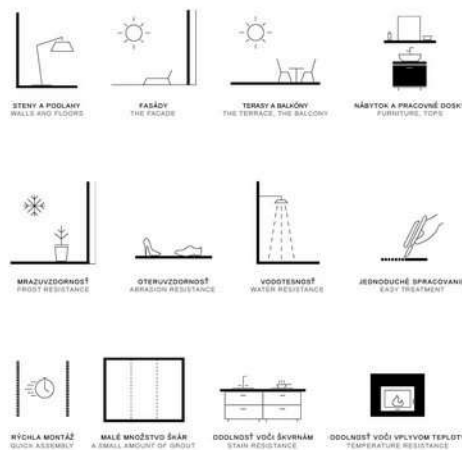 STENY A PODLAHY
WALLS AND FLOORS
FASÁDY
THE FACADE
TERASY A BALKÓNY
THE TERRACE, THE BALCONY
NÁBYTOK A PRACOVNÉ DOSKY
FURNITURE, TOPS
MRAZUVZDORNOSŤ
FROST RESISTANCE
OTERUVZDORNOSŤ
ABRASION RESISTANCE
VODOTESNOSŤ
WATER RESISTANCE
JEDNODUCHÉ SPRACOVANIE
EASY TREATMENT
RÝCHLA MONTÁŽ
QUICK ASSEMBLY
MALÉ MNOŽSTVO ŠKÁR
A SMALL AMOUNT OF GROUT
ODOLNOSŤ VOČI ŠKVRNÁM
STAIN RESISTANCE
ODOLNOSŤ VOČI VPLYVOM TEPLOTY
TEMPERATURE RESISTANCE